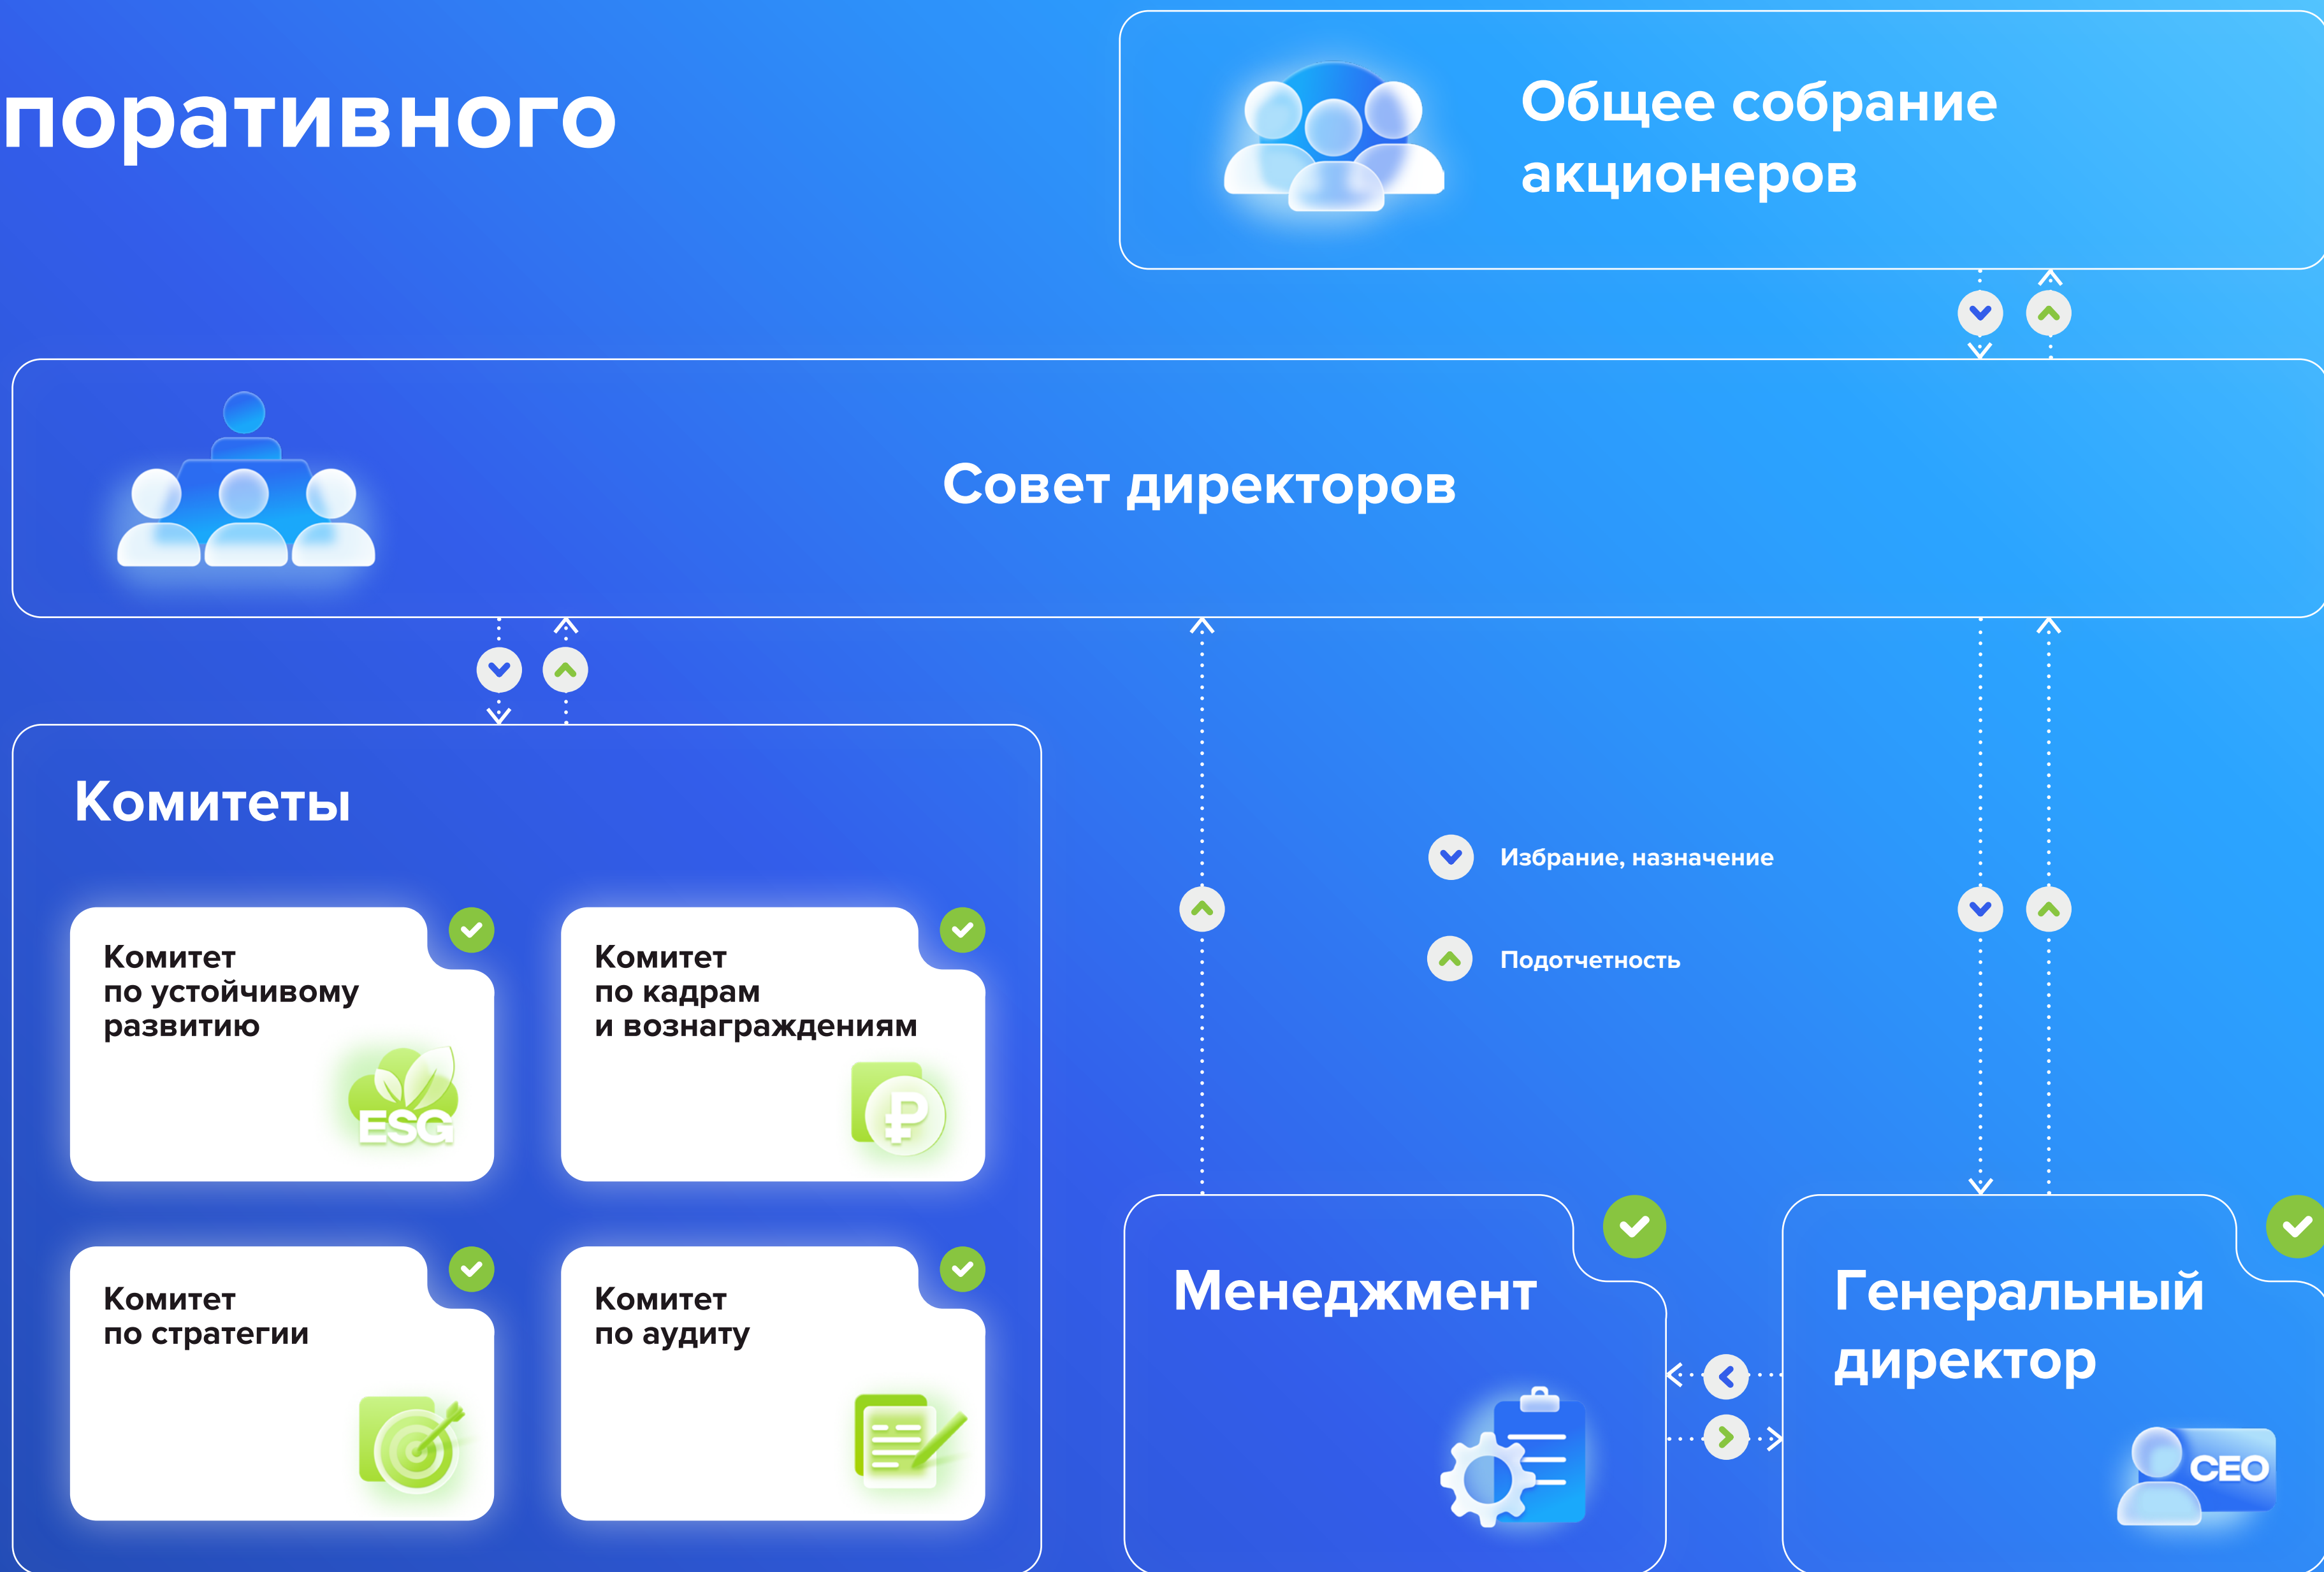 поративного
Общее собрание
акционеров
Совет директоров
Комитеты
Комитет
по устойчивому
развитию
ESG
Комитет
по кадрам
и вознаграждениям
₽
Комитет
по стратегии
Комитет
по аудиту
Избрание, назначение
Подотчетность
Менеджмент
Генеральный
директор
CEO